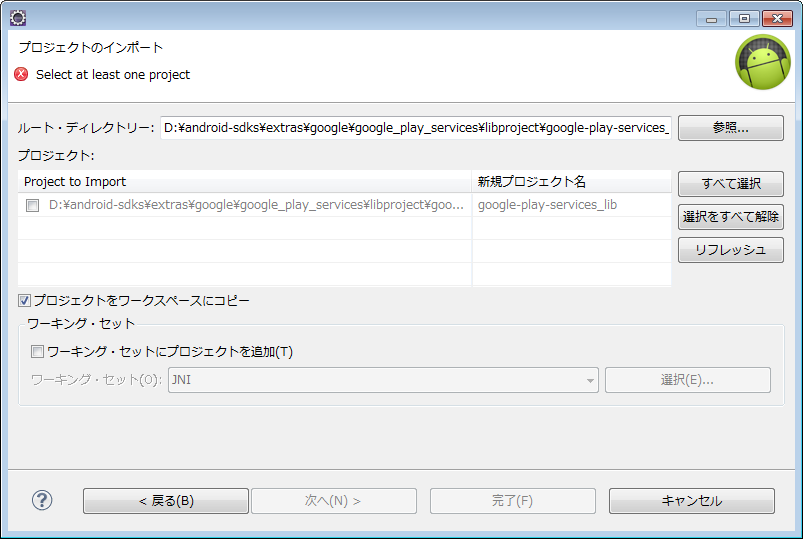 プロジェクトのインポート
Select at least one project
ルート・ディレクトリー: D:¥android-sdks¥extras¥google¥google_play_services¥libproject¥google-play-services_ 参照...
プロジェクト:
Project to Import 新規プロジェクト名 すべて選択
D:¥android-sdks¥extras¥google¥google_play_services¥libproject¥goo... google-play-services_lib 選択をすべて解除
リフレッシュ
プロジェクトをワークスペースにコピー
ワーキング・セット
ワーキング・セットにプロジェクトを追加(T)
ワーキング・セット(O): JNI 選択(E)...
? < 戻る(B) 次へ(N) > 完了(F) キャンセル